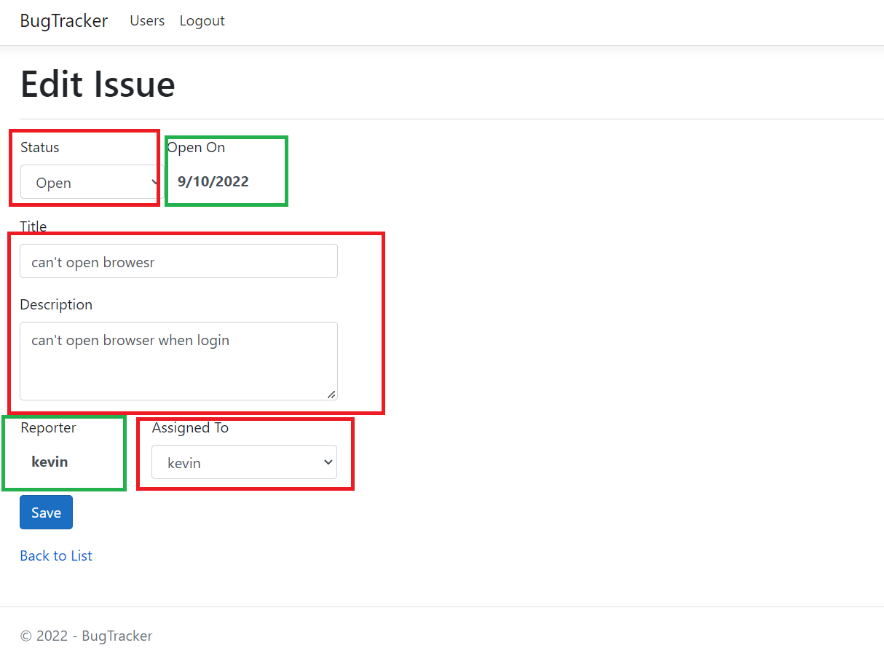 BugTracker Users Logout
Edit Issue
Status Open On
Open 9/10/2022
Title
can't open browesr
Description
can't open browser when login
Reporter Assigned To
kevin kevin
Save
Back to List
© 2022 - BugTracker